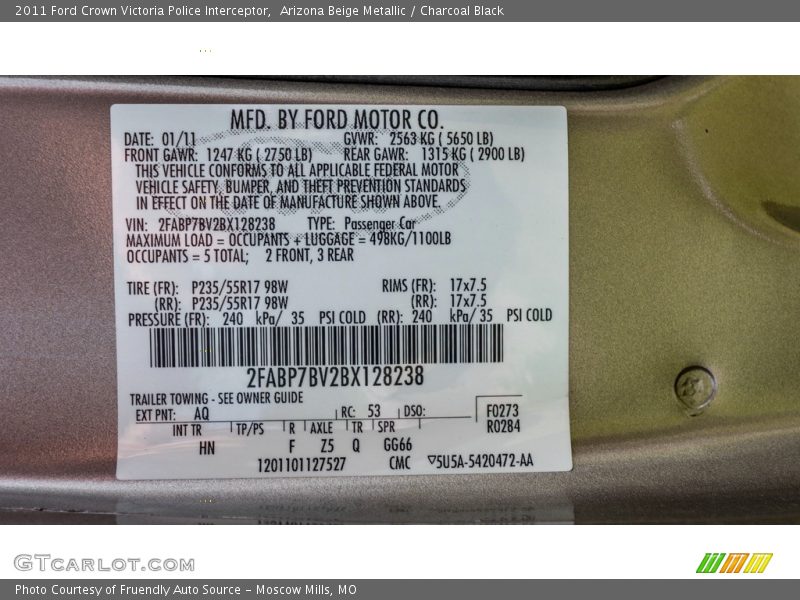 2011 Ford Crown Victoria Police Interceptor, Arizona Beige Metallic / Charcoal Black
MFD. BY FORD MOTOR CO.
DATE: 01/11 GVWR: 2563 KG ( 5650 LB)
FRONT GAWR: 1247 KG ( 2750 LB) REAR GAWR: 1315 KG ( 2900 LB)
THIS VEHICLE CONFORMS TO ALL APPLICABLE FEDERAL MOTOR
VEHICLE SAFETY, BUMPER, AND THEFT PREVENTION STANDARDS
IN EFFECT ON THE DATE OF MANUFACTURE SHOWN ABOVE.
VIN: 2FABP7BV2BX128238 TYPE: Passenger Car
MAXIMUM LOAD = OCCUPANTS + LUGGAGE = 498KG/1100LB
OCCUPANTS = 5 TOTAL; 2 FRONT, 3 REAR
TIRE (FR): P235/55R17 98W RIMS (FR): 17x7.5
(RR): P235/55R17 98W (RR): 17x7.5
PRESSURE (FR): 240 kPa/ 35 PSI COLD (RR): 240 kPa/ 35 PSI COLD
2FABP7BV2BX128238
TRAILER TOWING - SEE OWNER GUIDE
EXT PNT: AQ RC: 53 DSO: F0273
R0284
INT TR TP/PS R AXLE TR SPR
HN F Z5 Q GG66
1201101127527 CMC ▽5U5A-5420472-AA
GTCARLOT.COM
Photo Courtesy of Fruendly Auto Source – Moscow Mills, MO